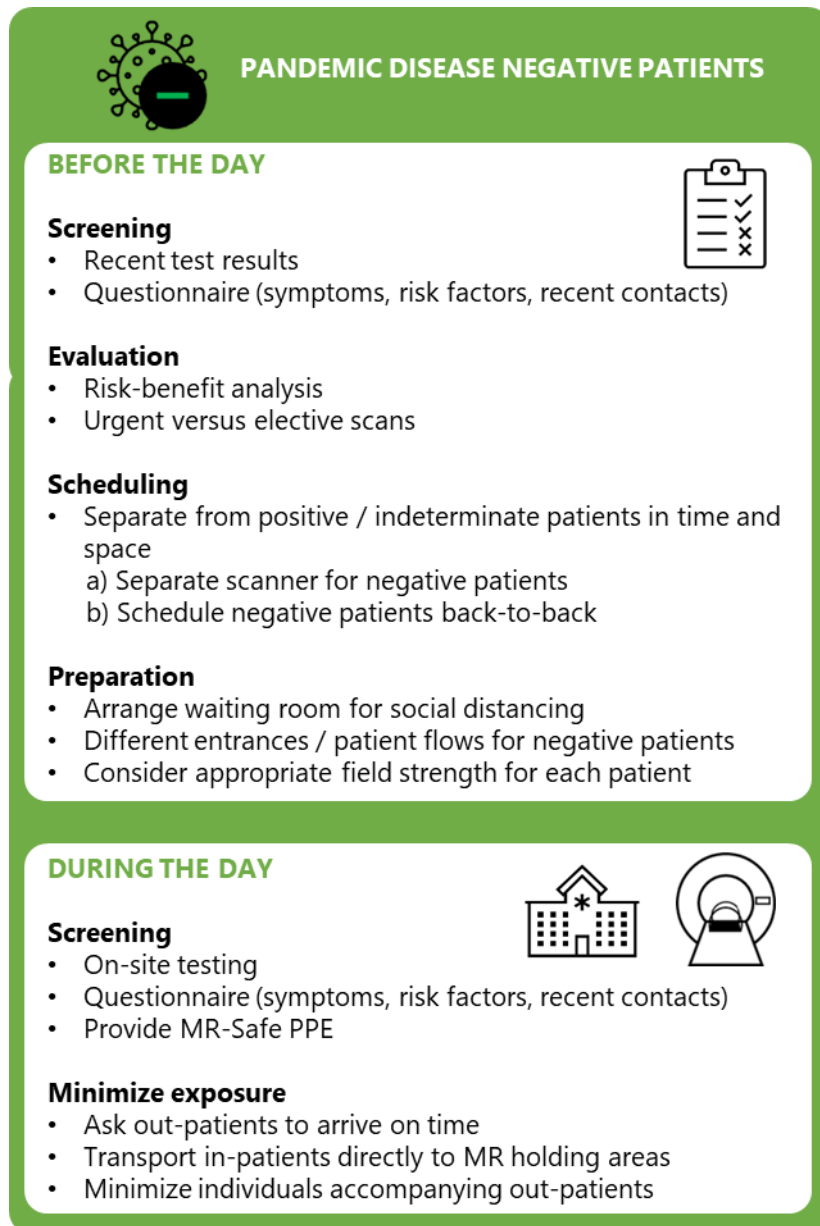 PANDEMIC DISEASE NEGATIVE PATIENTS
BEFORE THE DAY
Screening
• Recent test results
• Questionnaire (symptoms, risk factors, recent contacts)
Evaluation
• Risk-benefit analysis
• Urgent versus elective scans
Scheduling
• Separate from positive / indeterminate patients in time and
space
a) Separate scanner for negative patients
b) Schedule negative patients back-to-back
Preparation
• Arrange waiting room for social distancing
• Different entrances / patient flows for negative patients
• Consider appropriate field strength for each patient
DURING THE DAY
Screening
• On-site testing
• Questionnaire (symptoms, risk factors, recent contacts)
• Provide MR-Safe PPE
Minimize exposure
• Ask out-patients to arrive on time
• Transport in-patients directly to MR holding areas
• Minimize individuals accompanying out-patients